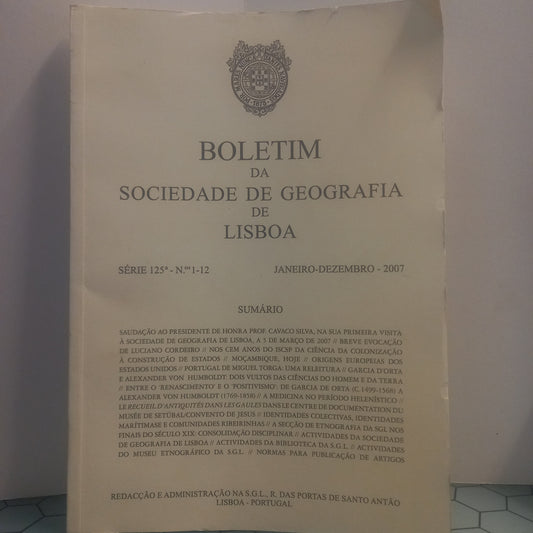 BOLETIM
DA
SOCIEDADE DE GEOGRAFIA
DE
LISBOA
SÉRIE 125ª - N.ºˢ 1-12 JANEIRO-DEZEMBRO - 2007
SUMÁRIO
SAUDAÇÃO AO PRESIDENTE DE HONRA PROF. CAVACO SILVA, NA SUA PRIMEIRA VISITA
À SOCIEDADE DE GEOGRAFIA DE LISBOA, A 5 DE MARÇO DE 2007 // BREVE EVOCAÇÃO
DE LUCIANO CORDEIRO // NOS CEM ANOS DO ISCSP DA CIÊNCIA DA COLONIZAÇÃO
À CONSTRUÇÃO DE ESTADOS // MOÇAMBIQUE, HOJE // ORIGENS EUROPEIAS DOS
ESTADOS UNIDOS // PORTUGAL DE MIGUEL TORGA: UMA RELEITURA // GARCIA D'ORTA
E ALEXANDER VON HUMBOLDT: DOIS VULTOS DAS CIÊNCIAS DO HOMEM E DA TERRA
// ENTRE O 'RENASCIMENTO' E O 'POSITIVISMO': DE GARCIA DE ORTA (C.1499-1568) A
ALEXANDER VON HUMBOLDT (1769-1858) // A MEDICINA NO PERÍODO HELENÍSTICO //
LE RECUEIL D'ANTIQUITÉS DANS LES GAULES DANS LE CENTRE DE DOCUMENTATION DU
MUSÉE DE SETÚBAL/CONVENTO DE JESUS // IDENTIDADES COLECTIVAS, IDENTIDADES
MARÍTIMASE E COMUNIDADES RIBEIRINHAS // A SECÇÃO DE ETNOGRAFIA DA SGL NOS
FINAIS DO SÉCULO XIX: CONSOLIDAÇÃO DISCIPLINAR // ACTIVIDADES DA SOCIEDADE
DE GEOGRAFIA DE LISBOA // ACTIVIDADES DA BIBLIOTECA DA S.G.L. // ACTIVIDADES
DO MUSEU ETNOGRÁFICO DA S.G.L. // NORMAS PARA PUBLICAÇÃO DE ARTIGOS
REDACÇÃO E ADMINISTRAÇÃO NA S.G.L., R. DAS PORTAS DE SANTO ANTÃO
LISBOA - PORTUGAL